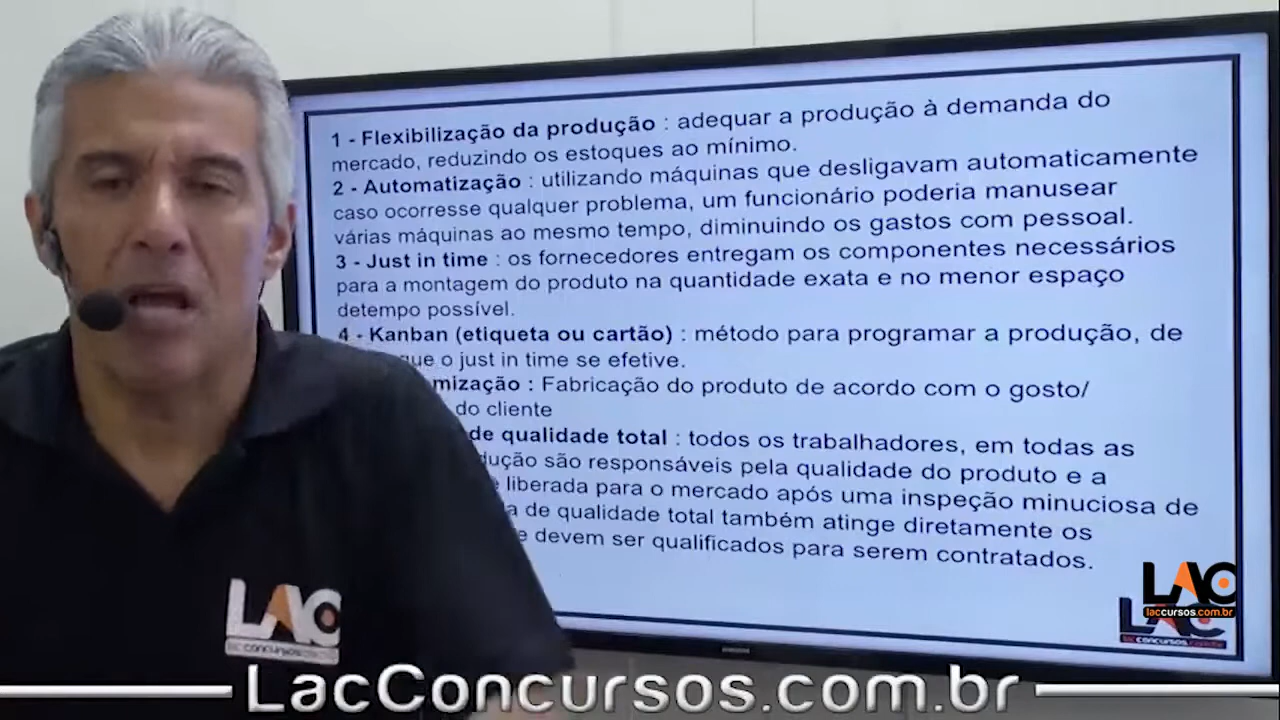 1 - Flexibilização da produção : adequar a produção à demanda do
mercado, reduzindo os estoques ao mínimo.
2 - Automatização : utilizando máquinas que desligavam automaticamente
caso ocorresse qualquer problema, um funcionário poderia manusear
várias máquinas ao mesmo tempo, diminuindo os gastos com pessoal.
3 - Just in time : os fornecedores entregam os componentes necessários
para a montagem do produto na quantidade exata e no menor espaço
detempo possível.
4 - Kanban (etiqueta ou cartão) : método para programar a produção, de
que o just in time se efetive.
mização : Fabricação do produto de acordo com o gosto/
do cliente
de qualidade total : todos os trabalhadores, em todas as
dução são responsáveis pela qualidade do produto e a
liberada para o mercado após uma inspeção minuciosa de
de qualidade total também atinge diretamente os
e devem ser qualificados para serem contratados.
LAC
laccursos.com.br
LAC
LAC
LacConcursos.com.br